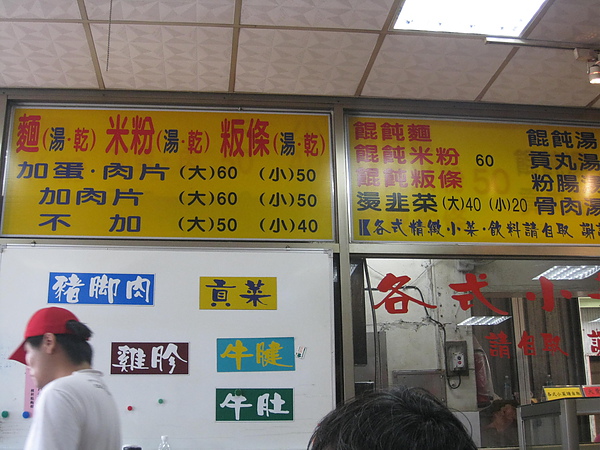 麵(湯·乾) 米粉(湯·乾) 粄條(湯·乾)
加蛋·肉片(大)60 (小)50
加肉片(大)60 (小)50
不加(大)50 (小)40
餛飩麵
餛飩米粉 60
餛飩粄條
燙韭菜(大)40(小)20
餛飩湯
貢丸湯
粉腸
骨肉湯
【各式精緻小菜·飲料請自取 謝
豬腳肉
貢菜
雞胗
牛腱
牛肚
各式小
請自取